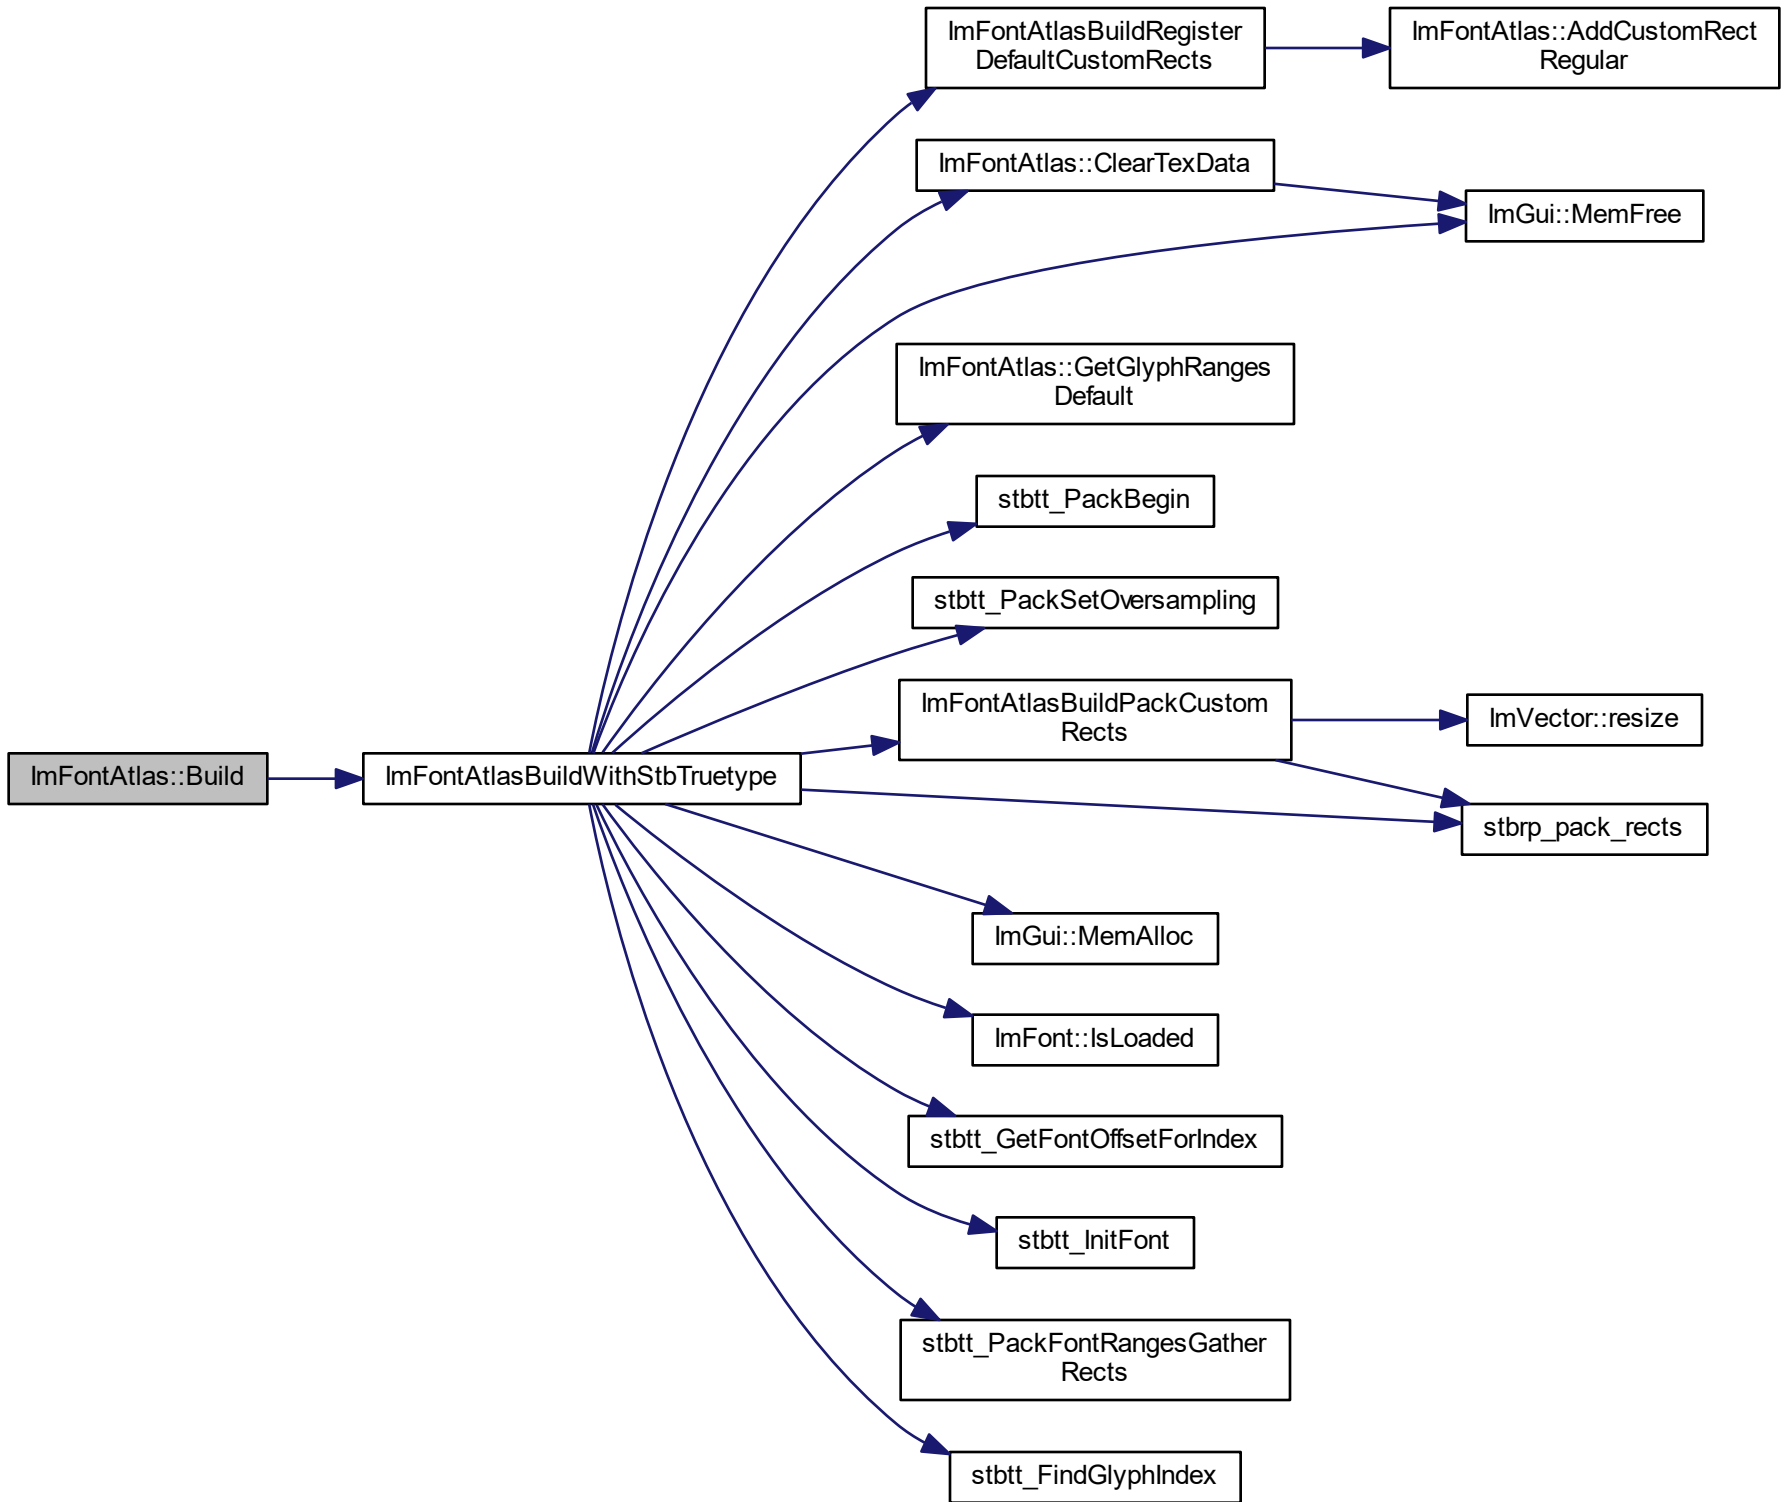 ImFontAtlas::Build
ImFontAtlasBuildWithStbTruetype
ImFontAtlasBuildRegister
DefaultCustomRects
ImFontAtlas::AddCustomRect
Regular
ImFontAtlas::ClearTexData
ImGui::MemFree
ImFontAtlas::GetGlyphRanges
Default
stbtt_PackBegin
stbtt_PackSetOversampling
ImFontAtlasBuildPackCustom
Rects
ImVector::resize
stbrp_pack_rects
ImGui::MemAlloc
ImFont::IsLoaded
stbtt_GetFontOffsetForIndex
stbtt_InitFont
stbtt_PackFontRangesGather
Rects
stbtt_FindGlyphIndex